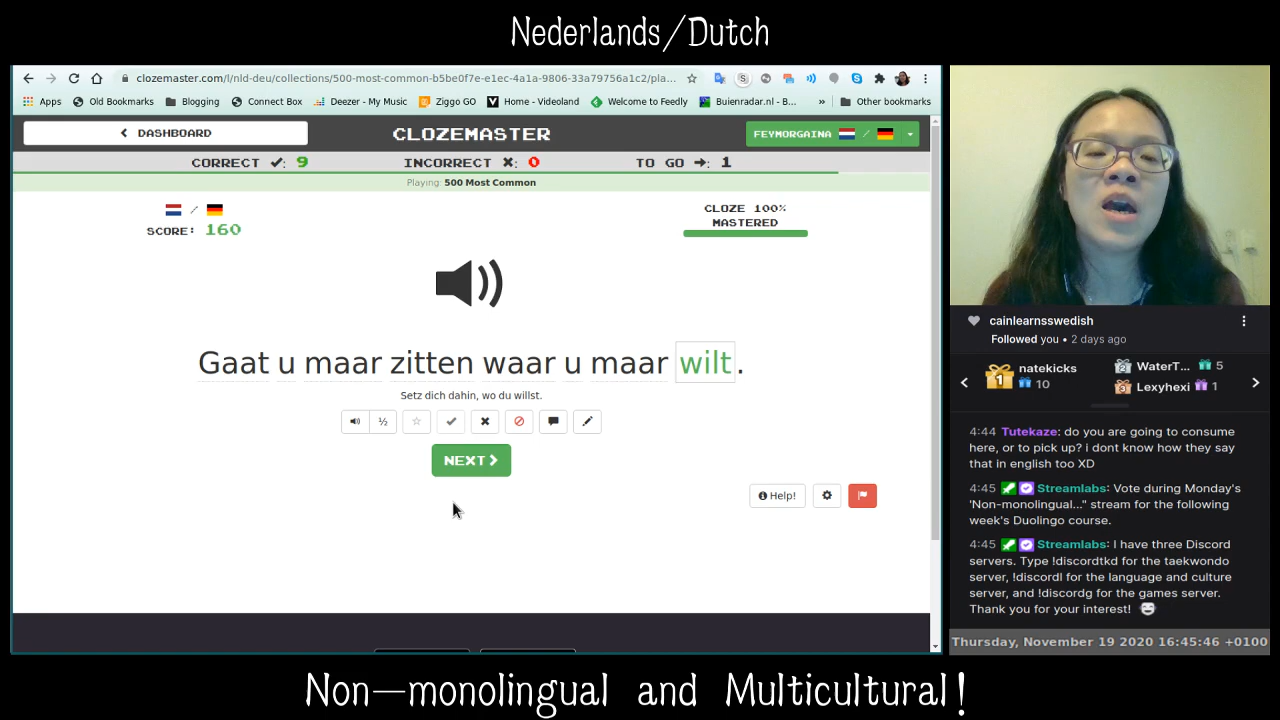 Nederlands/Dutch
clozemaster.com/l/nld-deu/collections/500-most-common-b5be0f7e-e1ec-4a1a-9806-33a79756a1c2/pla...
Apps Old Bookmarks Blogging Connect Box Deezer - My Music Ziggo GO Home - Videoland Welcome to Feedly Buienradar.nl - B... » Other bookmarks
DASHBOARD
CLOZEMASTER
FEYMORGAINA /
CORRECT ✔: 9 INCORRECT ✖: 0 TO GO ➔: 1
Playing: 500 Most Common
/
SCORE: 160
CLOZE 100%
MASTERED
Gaat u maar zitten waar u maar wilt.
Setz dich dahin, wo du willst.
½
NEXT
Help!
cainlearnsswedish
Followed you • 2 days ago
1 natekicks
10
2 WaterT... 5
3 Lexyhexi 1
4:44 Tutekaze: do you are going to consume
here, or to pick up? i dont know how they say
that in english too XD
4:45 Streamlabs: Vote during Monday's
'Non-monolingual..." stream for the following
week's Duolingo course.
4:45 Streamlabs: I have three Discord
servers. Type !discordtkd for the taekwondo
server, !discordl for the language and culture
server, and !discordg for the games server.
Thank you for your interest!
Thursday, November 19 2020 16:45:46 +0100
Non-monolingual and Multicultural!